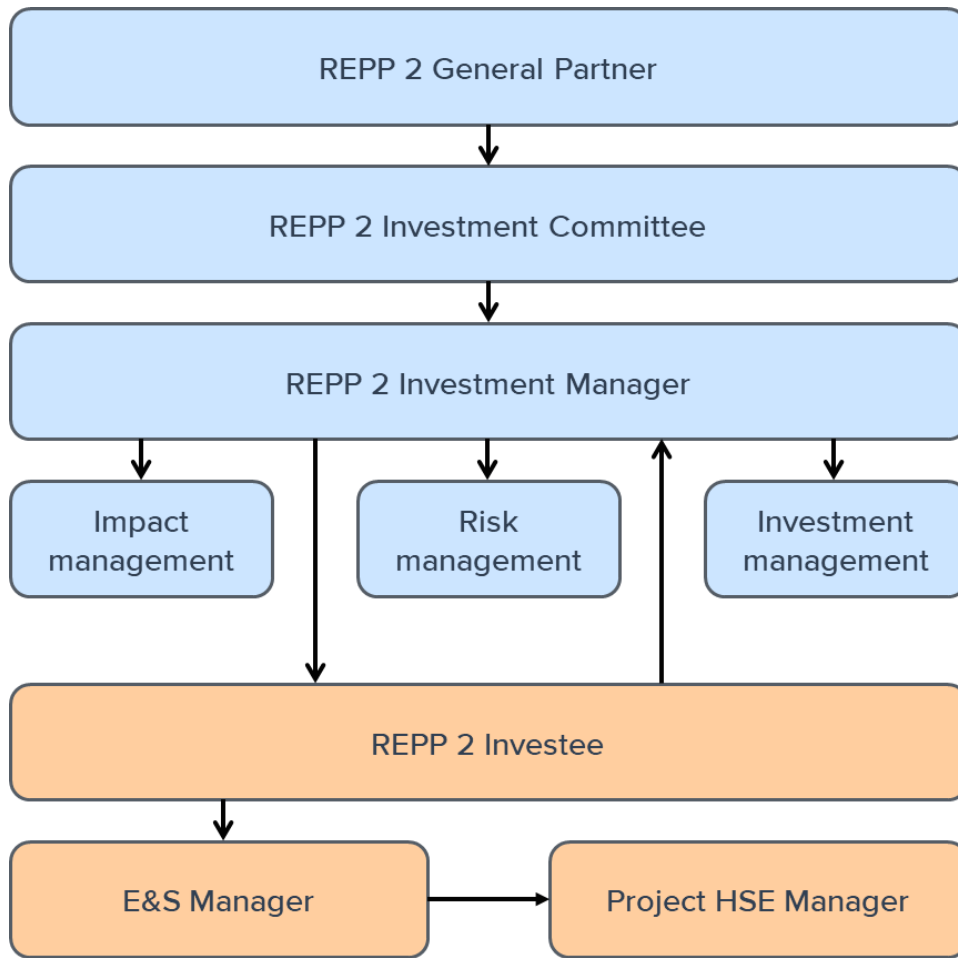 REPP 2 General Partner
REPP 2 Investment Committee
REPP 2 Investment Manager
Impact
management
Risk
management
Investment
management
REPP 2 Investee
E&S Manager
Project HSE Manager